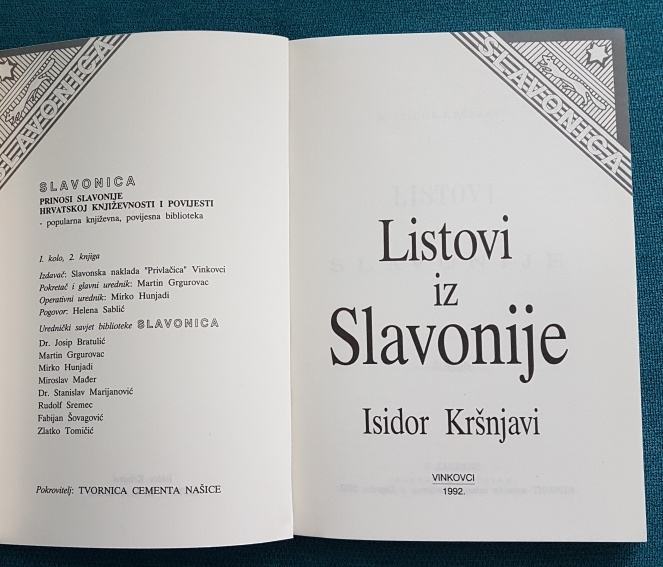 SLAVONICA
SLAVONICA
PRINOSI SLAVONIJE
HRVATSKOJ KNJIŽEVNOSTI I POVIJESTI
- popularna književna, povijesna biblioteka
1. kolo, 2. knjiga
Izdavač: Slavonska naklada "Privlačica" Vinkovci
Pokretač i glavni urednik: Martin Grgurovac
Operativni urednik: Mirko Hunjadi
Pogovor: Helena Sablić
Urednički savjet biblioteke SLAVONICA
Dr. Josip Bratulić
Martin Grgurovac
Mirko Hunjadi
Miroslav Mađer
Dr. Stanislav Marijanović
Rudolf Sremec
Fabijan Šovagović
Zlatko Tomičić
Pokrovitelj: TVORNICA CEMENTA NAŠICE
SLAVONICA
Listovi
iz
Slavonije
Isidor Kršnjavi
VINKOVCI
1992.